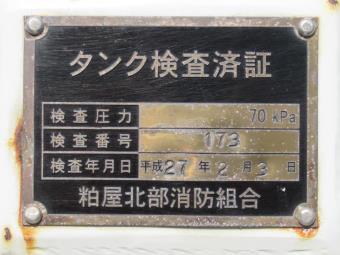 タンク検査済証
検査圧力 70 kPa
検査番号 173
検査年月日 平成27年2月3日
粕屋北部消防組合